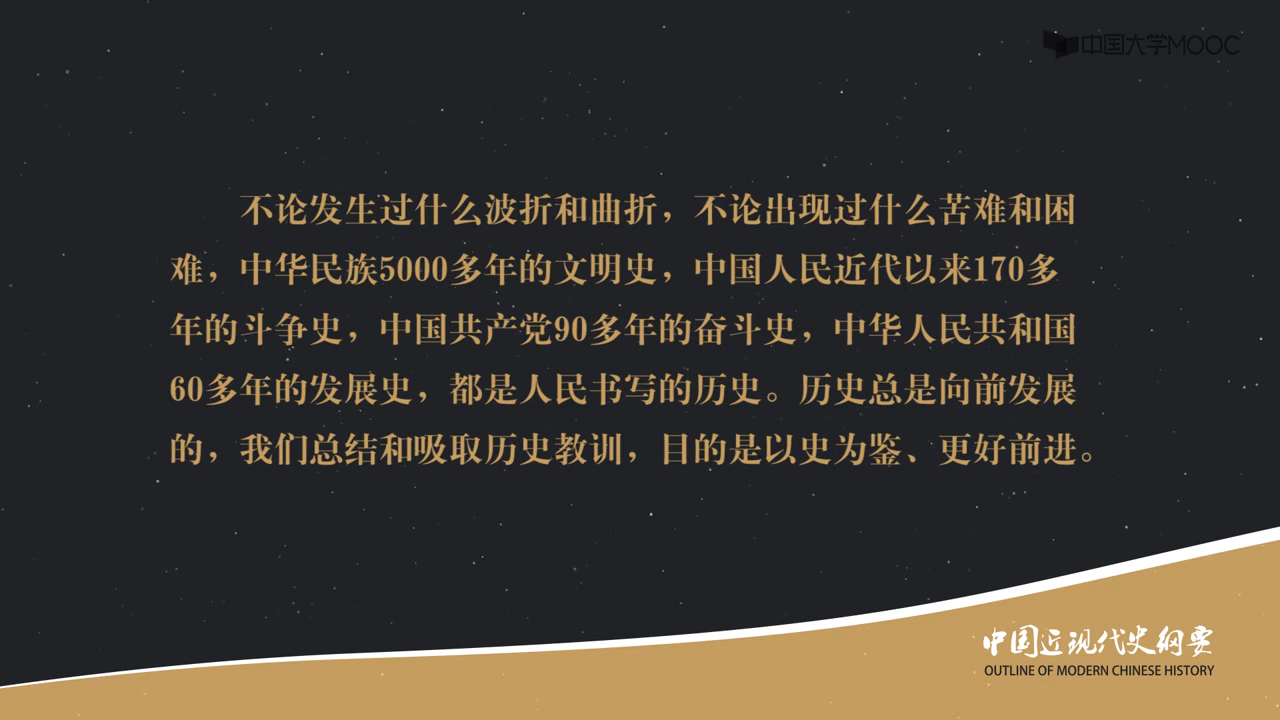 中国大学MOOC
不论发生过什么波折和曲折，不论出现过什么苦难和困
难，中华民族5000多年的文明史，中国人民近代以来170多
年的斗争史，中国共产党90多年的奋斗史，中华人民共和国
60多年的发展史，都是人民书写的历史。历史总是向前发展
的，我们总结和吸取历史教训，目的是以史为鉴、更好前进。
中国近现代史纲要
OUTLINE OF MODERN CHINESE HISTORY